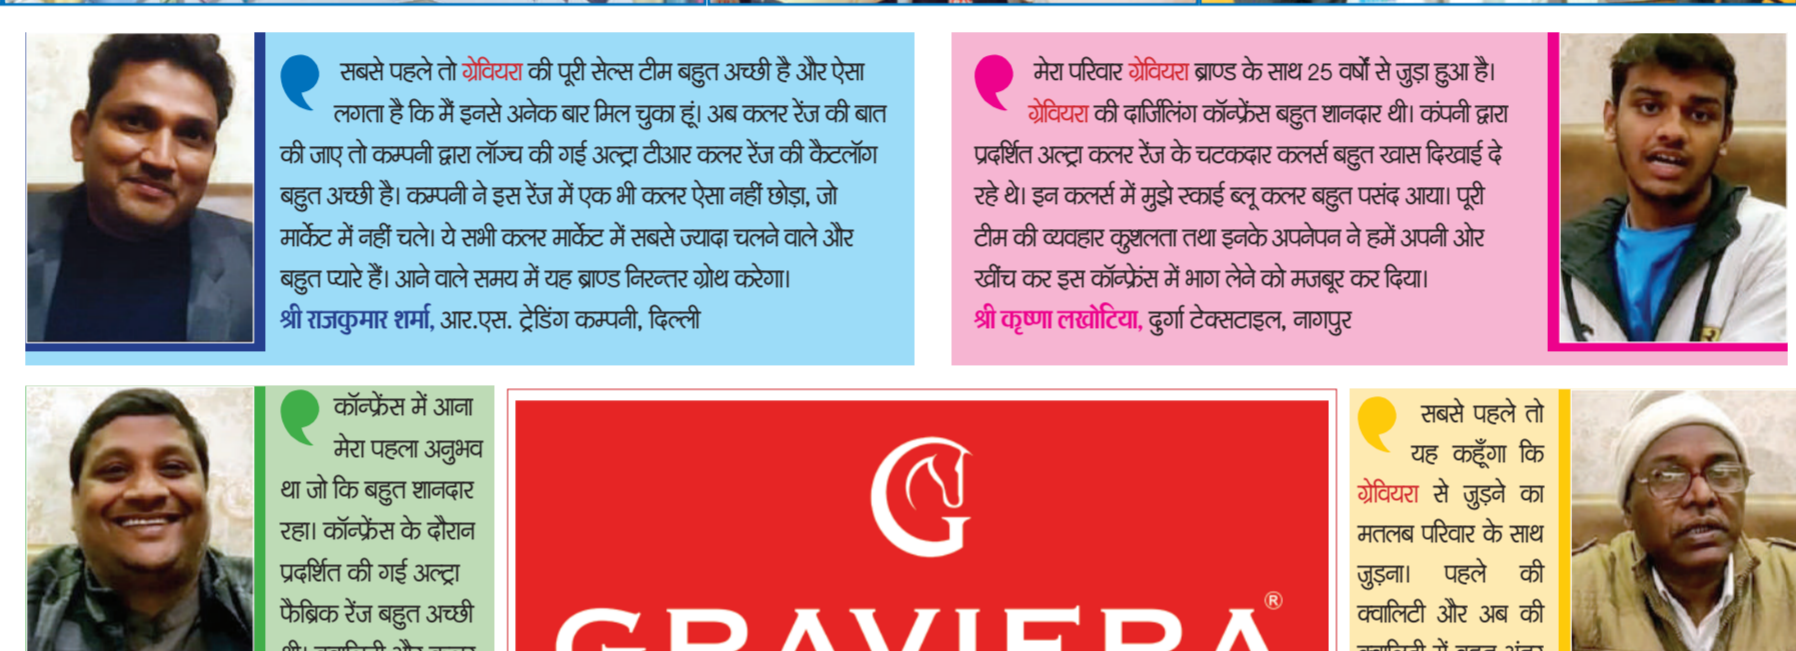 सबसे पहले तो ग्रेवियरा की पूरी सेल्स टीम बहुत अच्छी है और ऐसा
लगता है कि मैं इनसे अनेक बार मिल चुका हूं। अब कलर रेंज की बात
की जाए तो कम्पनी द्वारा लॉञ्च की गई अल्ट्रा टीआर कलर रेंज की कैटलॉग
बहुत अच्छी है। कम्पनी ने इस रेंज में एक भी कलर ऐसा नहीं छोड़ा, जो
मार्केट में नहीं चले। ये सभी कलर मार्केट में सबसे ज्यादा चलने वाले और
बहुत प्यारे हैं। आने वाले समय में यह ब्राण्ड निरन्तर ग्रोथ करेगा।
श्री राजकुमार शर्मा, आर.एस. ट्रेडिंग कम्पनी, दिल्ली
मेरा परिवार ग्रेवियरा ब्राण्ड के साथ 25 वर्षों से जुड़ा हुआ है।
ग्रेवियरा की दार्जिलिंग कॉन्फ्रेंस बहुत शानदार थी। कंपनी द्वारा
प्रदर्शित अल्ट्रा कलर रेंज के चटकदार कलर्स बहुत खास दिखाई दे
रहे थे। इन कलर्स में मुझे स्काई ब्लू कलर बहुत पसंद आया। पूरी
टीम की व्यवहार कुशलता तथा इनके अपनेपन ने हमें अपनी ओर
खींच कर इस कॉन्फ्रेंस में भाग लेने को मजबूर कर दिया।
श्री कृष्णा लखोटिया, दुर्गा टेक्सटाइल, नागपुर
कॉन्फ्रेंस में आना
मेरा पहला अनुभव
था जो कि बहुत शानदार
रहा। कॉन्फ्रेंस के दौरान
प्रदर्शित की गई अल्ट्रा
फैब्रिक रेंज बहुत अच्छी
थी। क्वालिटी और कलर
GRAVIERA®
सबसे पहले तो
यह कहूँगा कि
ग्रेवियरा से जुड़ने का
मतलब परिवार के साथ
जुड़ना। पहले की
क्वालिटी और अब की
क्वालिटी में बहुत अंतर